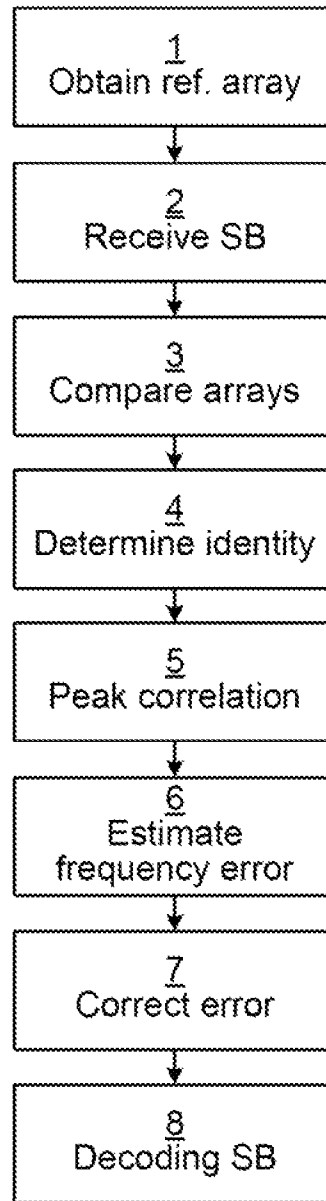 1
Obtain ref. array
2
Receive SB
3
Compare arrays
4
Determine identity
5
Peak correlation
6
Estimate
frequency error
7
Correct error
8
Decoding SB